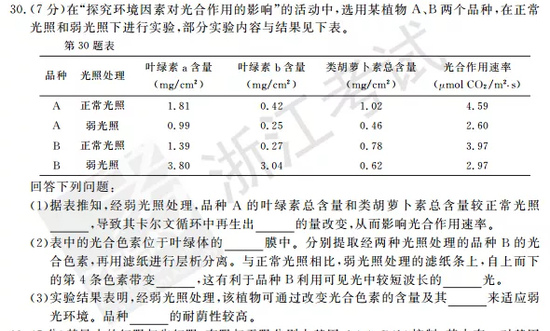 30.(7 分)在“探究环境因素对光合作用的影响”的活动中,选用某植物 A、B 两个品种,在正常
光照和弱光照下进行实验,部分实验内容与结果见下表。
第 30 题表
品种 光照处理 叶绿素 a 含量 (mg/cm²) 叶绿素 b 含量 (mg/cm²) 类胡萝卜素总含量 (mg/cm²) 光合作用速率 (μmol CO₂/m²·s)
A 正常光照 1.81 0.42 1.02 4.59
A 弱光照 0.99 0.25 0.46 2.60
B 正常光照 1.39 0.27 0.78 3.97
B 弱光照 3.80 3.04 0.62 2.97
回答下列问题:
(1)据表推知,经弱光照处理,品种 A 的叶绿素总含量和类胡萝卜素总含量较正常光照
______,导致其卡尔文循环中再生出______的量改变,从而影响光合作用速率。
(2)表中的光合色素位于叶绿体的______膜中。分别提取经两种光照处理的品种 B 的光
合色素,再用滤纸进行层析分离。与正常光照相比,弱光照处理的滤纸条上,自上而下
的第 4 条色素带变______,这有利于品种 B 利用可见光中较短波长的______光。
(3)实验结果表明,经弱光照处理,该植物可通过改变光合色素的含量及其______来适应弱
光环境。品种______的耐荫性较高。
浙江考试